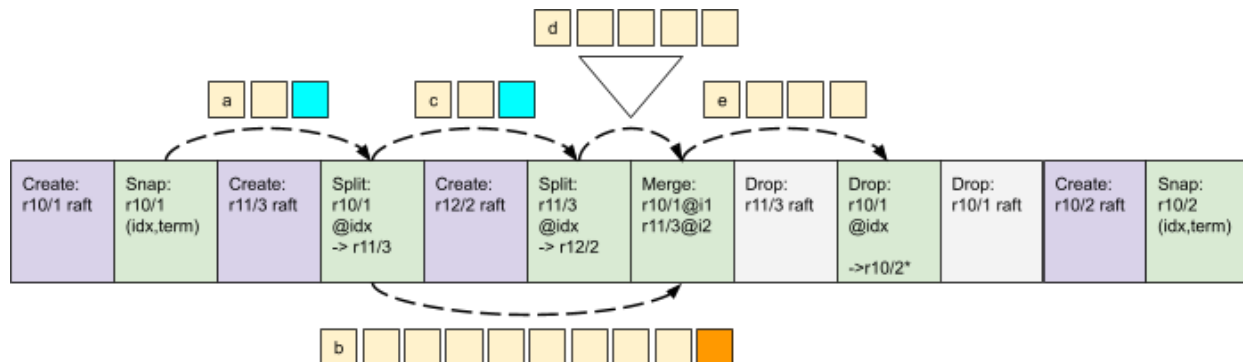 d
a
c
e
Create:
r10/1 raft
Snap:
r10/1
(idx,term)
Create:
r11/3 raft
Split:
r10/1
@idx
-> r11/3
Create:
r12/2 raft
Split:
r11/3
@idx
-> r12/2
Merge:
r10/1@i1
r11/3@i2
Drop:
r11/3 raft
Drop:
r10/1
@idx
->r10/2*
Drop:
r10/1 raft
Create:
r10/2 raft
Snap:
r10/2
(idx,term)
b